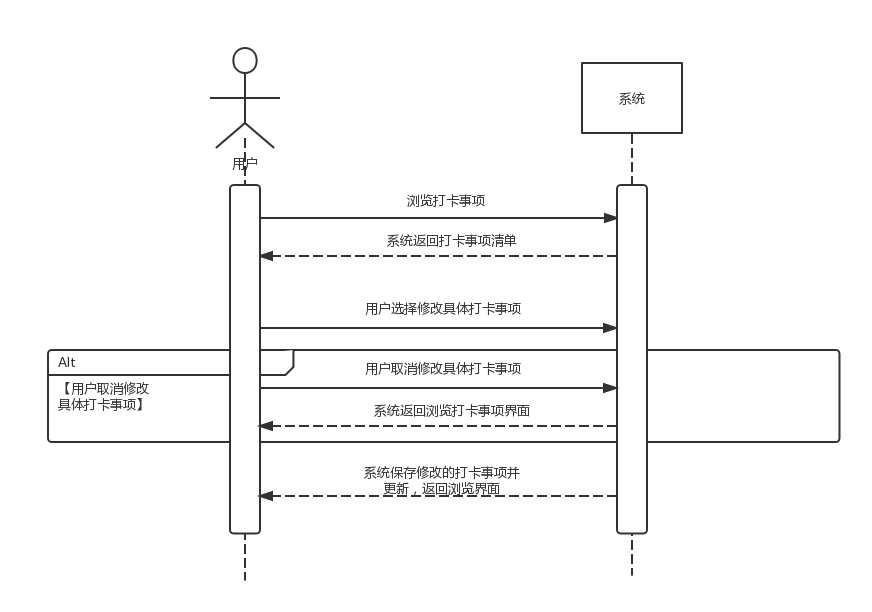 系统
用户
浏览打卡事项
系统返回打卡事项清单
用户选择修改具体打卡事项
Alt
用户取消修改具体打卡事项
【用户取消修改
具体打卡事项】
系统返回浏览打卡事项界面
系统保存修改的打卡事项并
更新，返回浏览界面